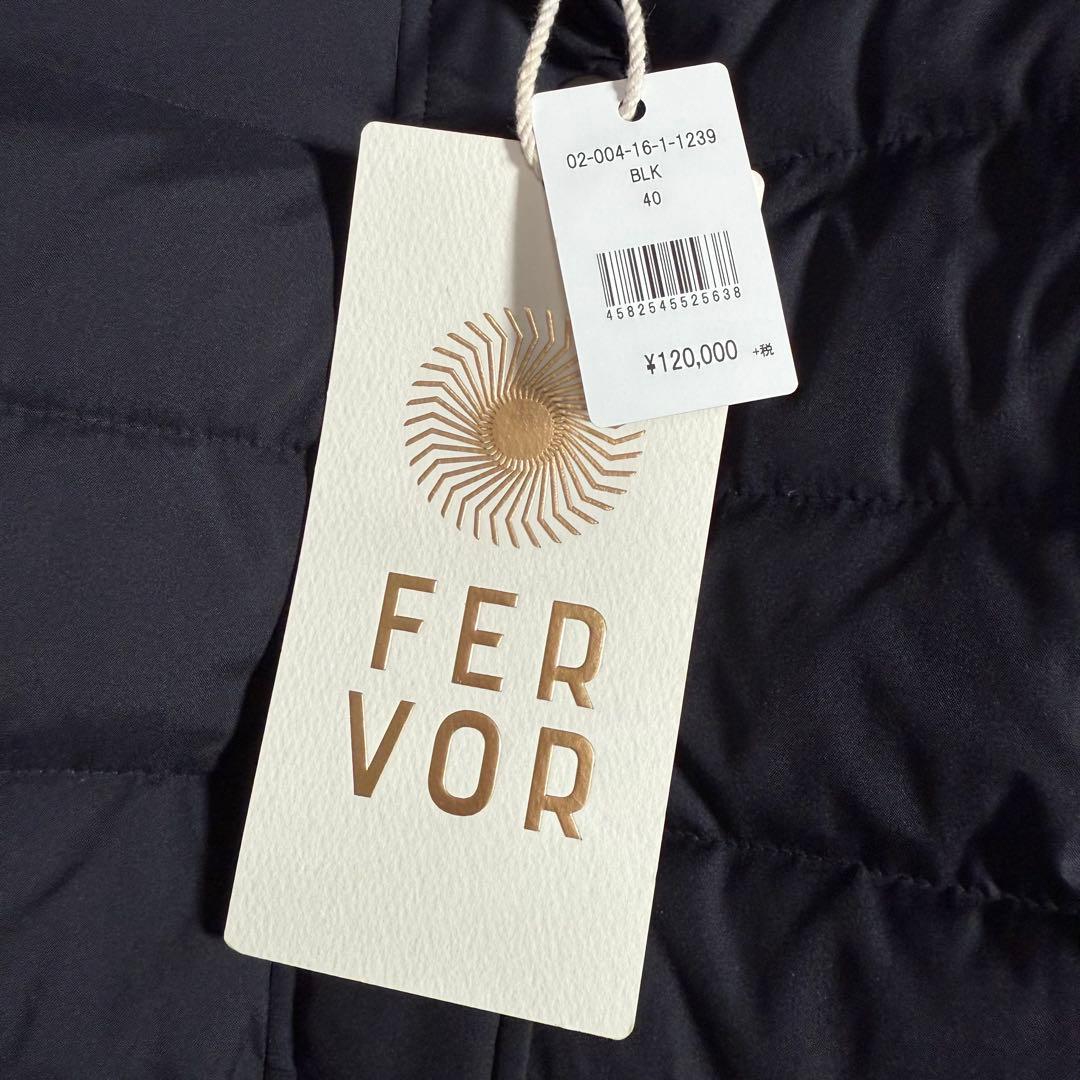 02-004-16-1-1239
BLK
40
4582545525638
¥120,000 +税
FER
VOR